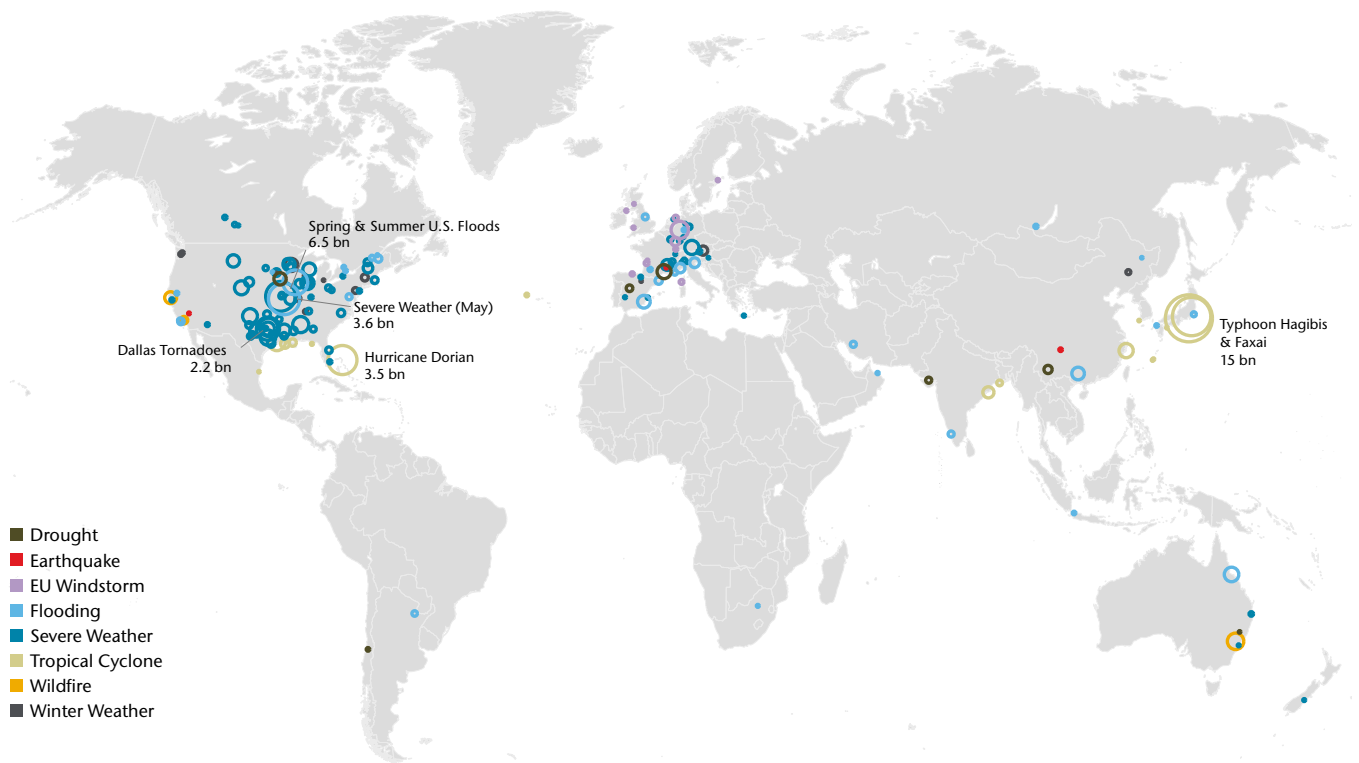 Spring & Summer U.S. Floods
6.5 bn
Severe Weather (May)
3.6 bn
Dallas Tornadoes
2.2 bn
Hurricane Dorian
3.5 bn
Typhoon Hagibis
& Faxai
15 bn
Drought
Earthquake
EU Windstorm
Flooding
Severe Weather
Tropical Cyclone
Wildfire
Winter Weather